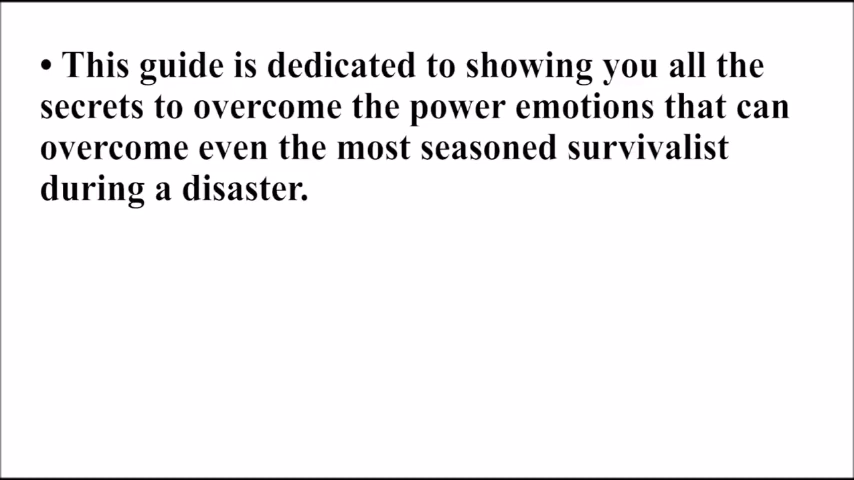 • This guide is dedicated to showing you all the
secrets to overcome the power emotions that can
overcome even the most seasoned survivalist
during a disaster.